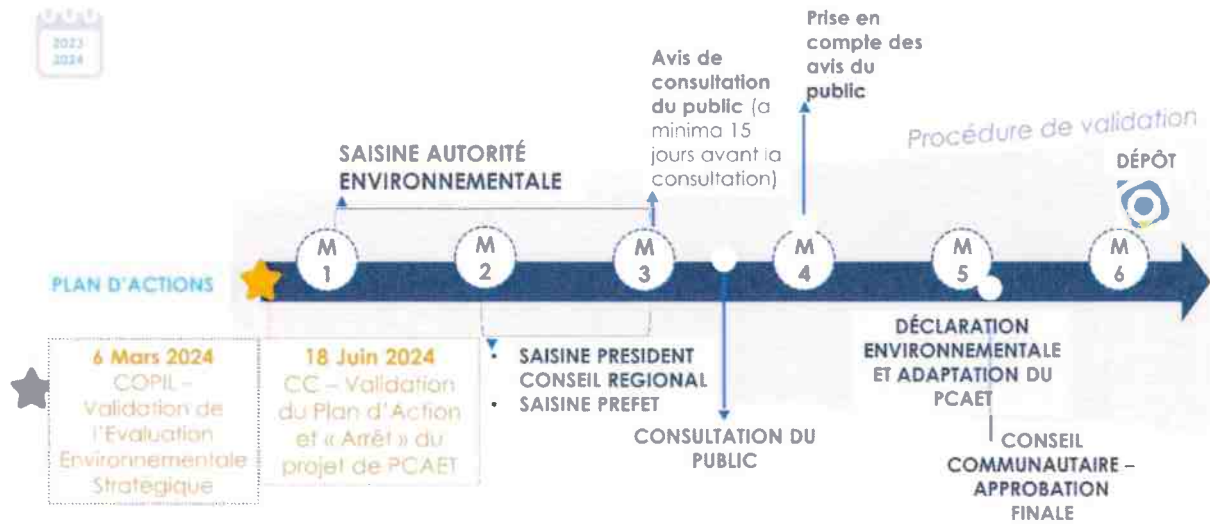 2023
2024
Prise en
compte des
avis du
public
Avis de
consultation
du public (a
minima 15
jours avant la
consultation)
Procédure de validation
SAISINE AUTORITÉ
ENVIRONNEMENTALE
DÉPÔT
M
1
M
2
M
3
M
4
M
5
M
6
PLAN D'ACTIONS
6 Mars 2024
COPIL –
Validation de
l'Evaluation
Environnementale
Stratégique
18 Juin 2024
CC – Validation
du Plan d'Action
et « Arrêt » du
projet de PCAET
• SAISINE PRESIDENT
CONSEIL REGIONAL
• SAISINE PREFET
CONSULTATION DU
PUBLIC
DÉCLARATION
ENVIRONNEMENTALE
ET ADAPTATION DU
PCAET
CONSEIL
COMMUNAUTAIRE –
APPROBATION
FINALE